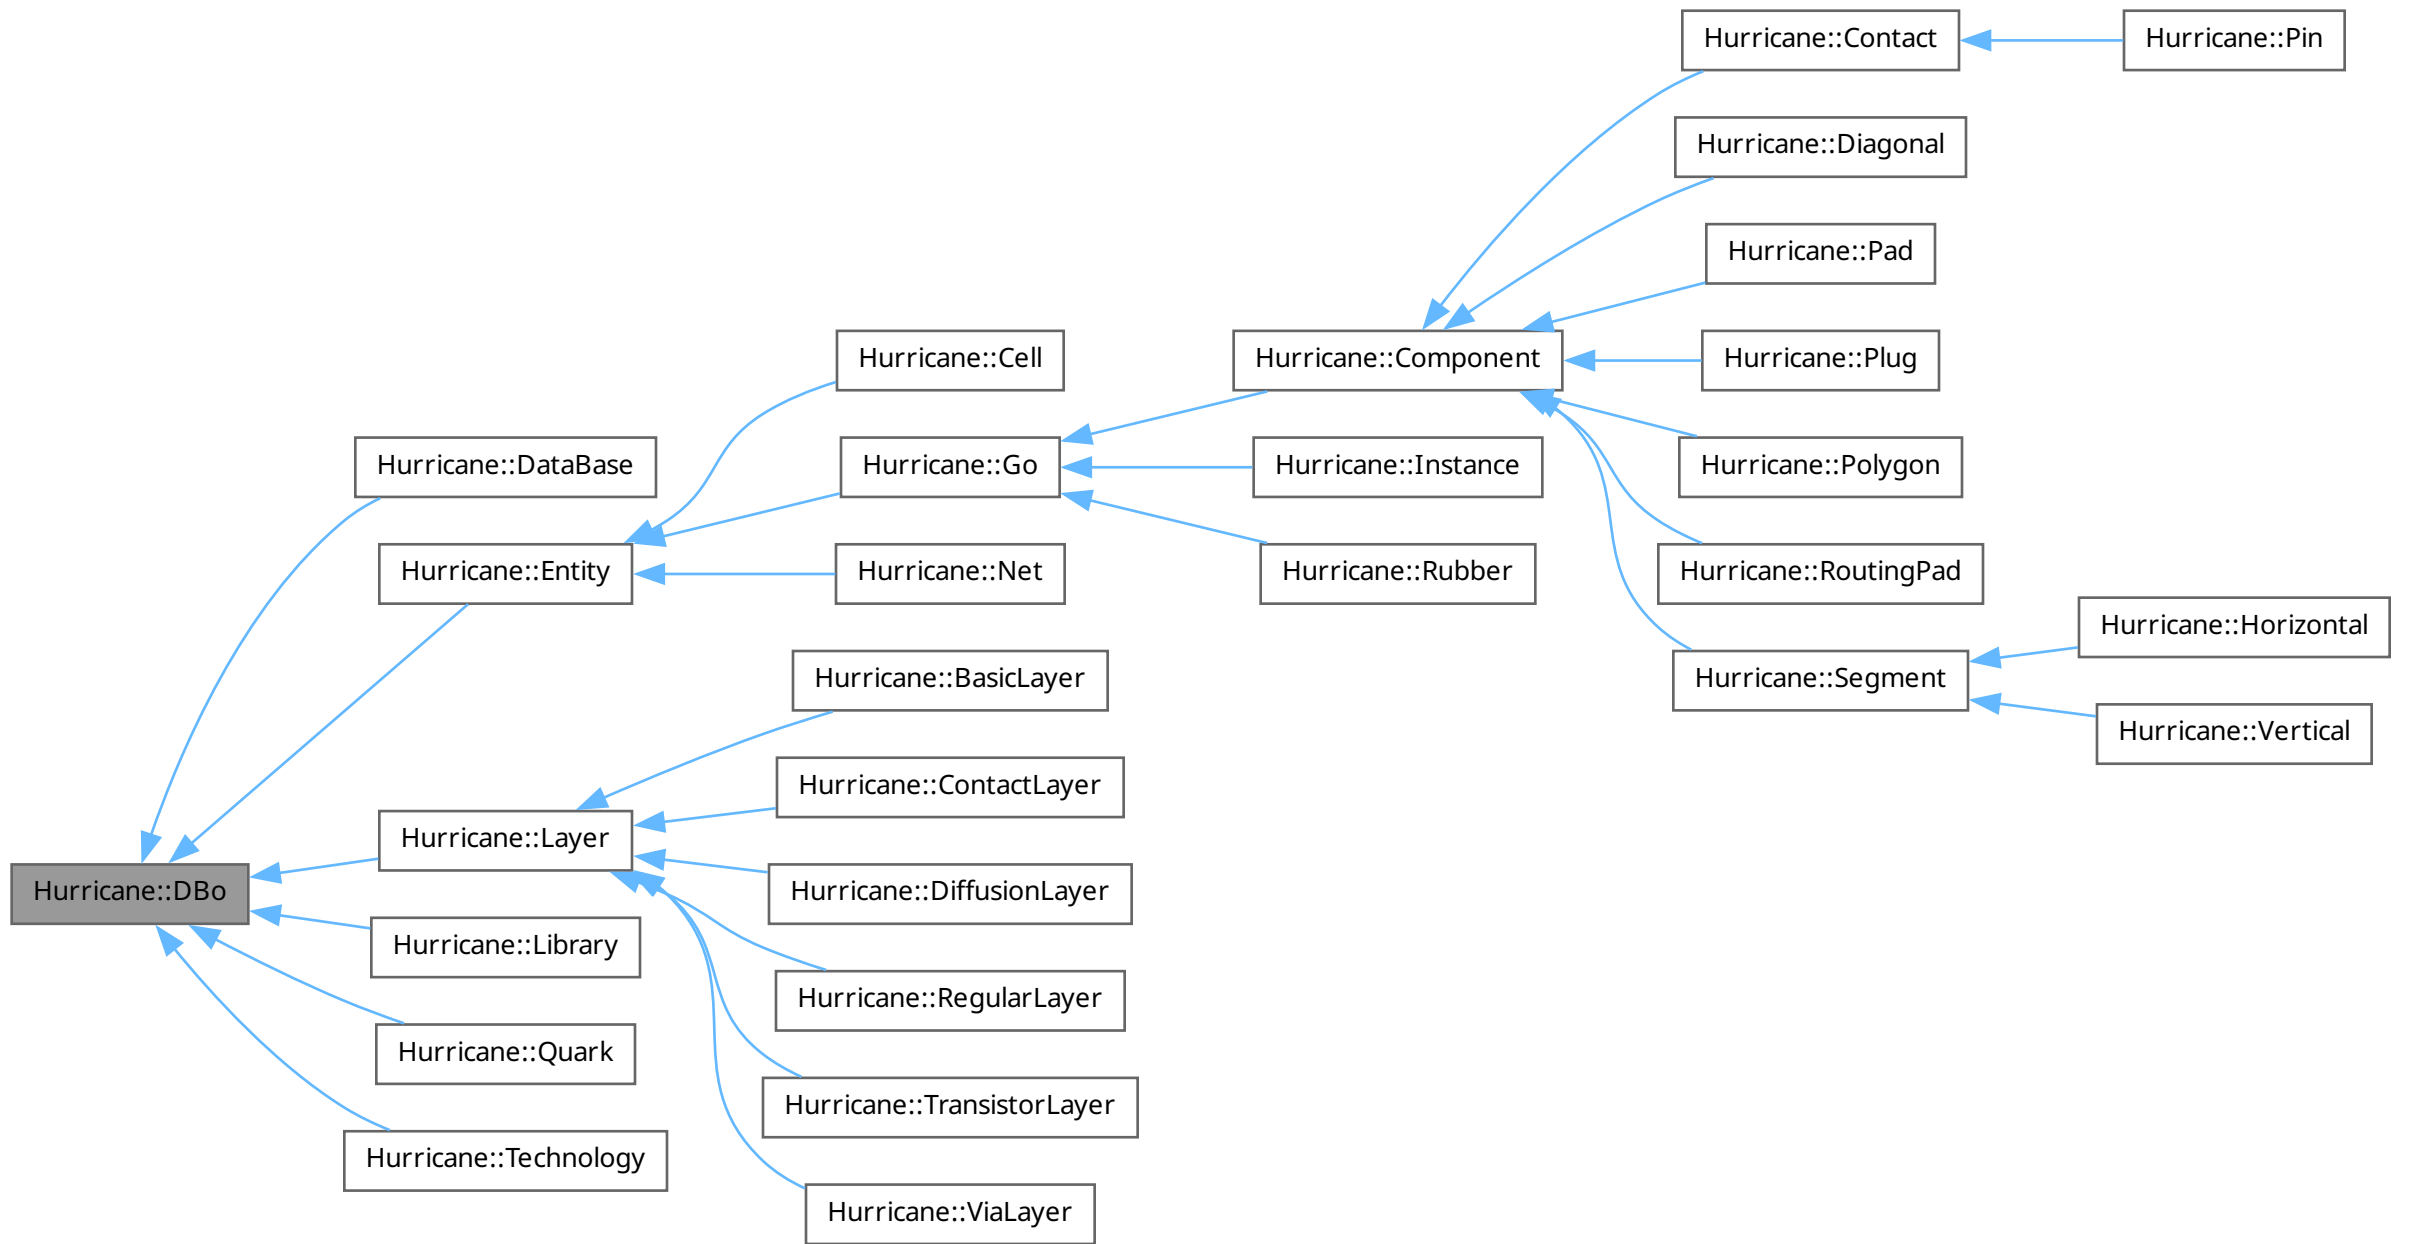 Hurricane::Contact
Hurricane::Pin
Hurricane::Diagonal
Hurricane::Pad
Hurricane::Cell
Hurricane::Component
Hurricane::Plug
Hurricane::DataBase
Hurricane::Go
Hurricane::Instance
Hurricane::Polygon
Hurricane::Entity
Hurricane::Net
Hurricane::Rubber
Hurricane::RoutingPad
Hurricane::Horizontal
Hurricane::BasicLayer
Hurricane::Segment
Hurricane::Vertical
Hurricane::ContactLayer
Hurricane::Layer
Hurricane::DBo
Hurricane::DiffusionLayer
Hurricane::Library
Hurricane::RegularLayer
Hurricane::Quark
Hurricane::TransistorLayer
Hurricane::Technology
Hurricane::ViaLayer